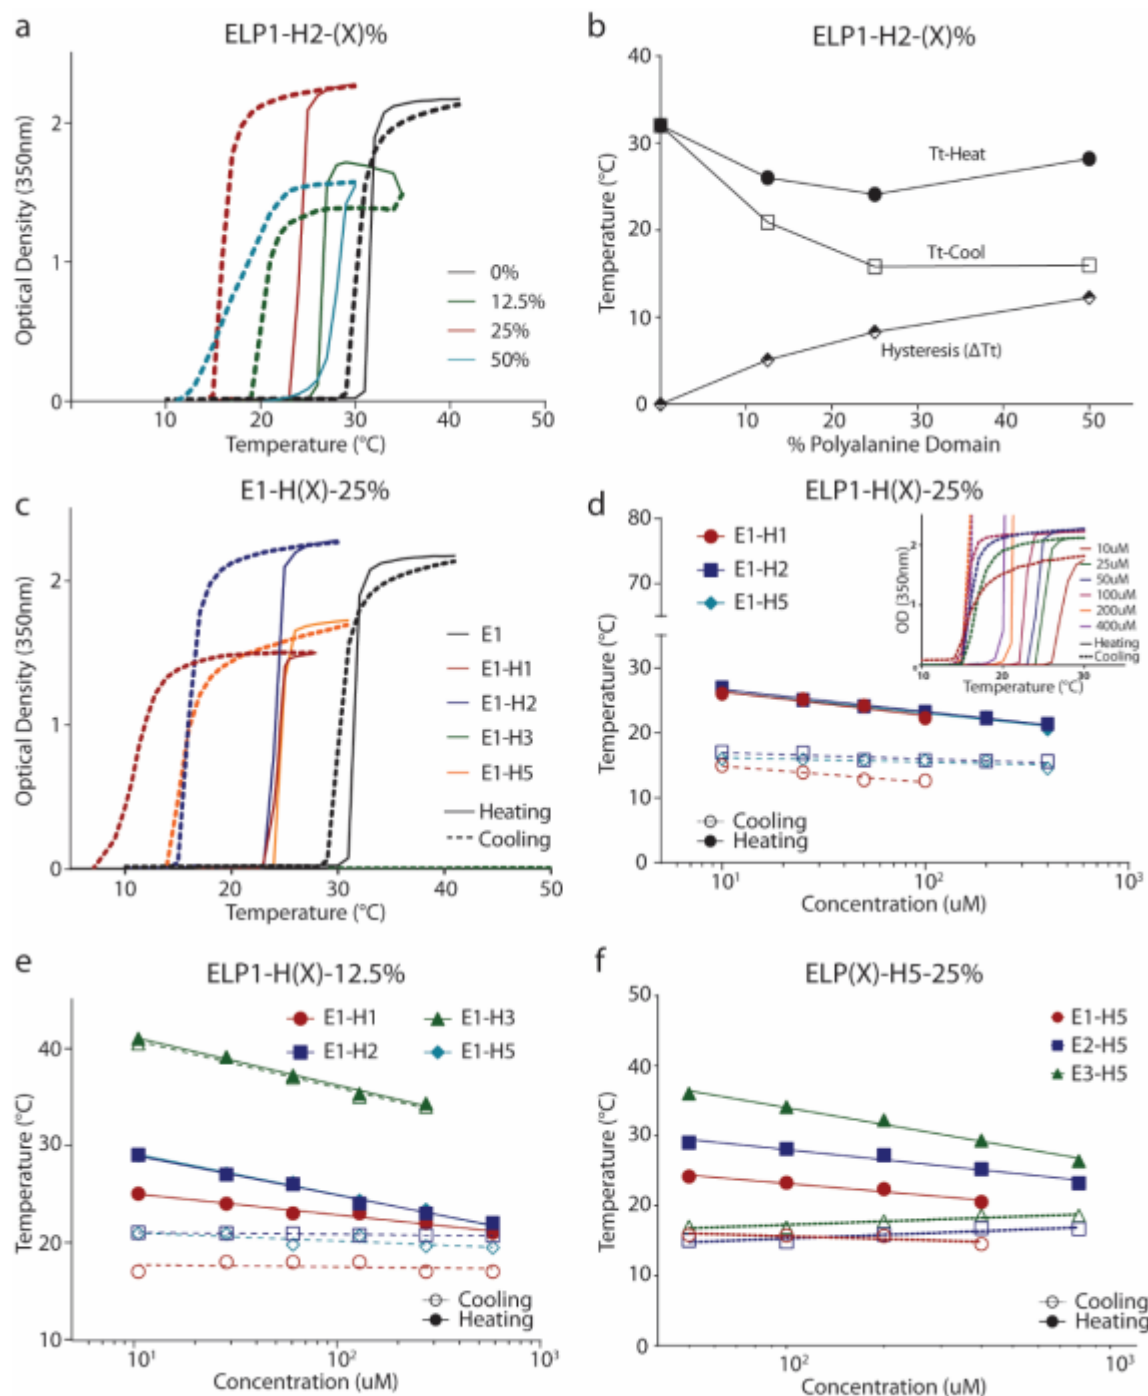 a
ELP1-H2-(X)%
Optical Density (350nm)
2
1
0
10
20
30
40
50
Temperature (°C)
0%
12.5%
25%
50%
b
ELP1-H2-(X)%
Temperature (°C)
40
30
20
10
0
10
20
30
40
50
% Polyalanine Domain
Tt-Heat
Tt-Cool
Hysteresis (ΔTt)
c
E1-H(X)-25%
Optical Density (350nm)
2
1
0
10
20
30
40
50
Temperature (°C)
E1
E1-H1
E1-H2
E1-H3
E1-H5
Heating
Cooling
d
ELP1-H(X)-25%
Temperature (°C)
80
70
30
20
10
0
10¹
10²
10³
Concentration (uM)
E1-H1
E1-H2
E1-H5
Cooling
Heating
OD (350nm)
2
1
10
20
30
Temperature (°C)
10uM
25uM
50uM
100uM
200uM
400uM
Heating
Cooling
e
ELP1-H(X)-12.5%
Temperature (°C)
40
30
20
10
10¹
10²
10³
Concentration (uM)
E1-H1
E1-H3
E1-H2
E1-H5
Cooling
Heating
f
ELP(X)-H5-25%
Temperature (°C)
50
40
30
20
10
0
10²
10³
Concentration (uM)
E1-H5
E2-H5
E3-H5
Cooling
Heating